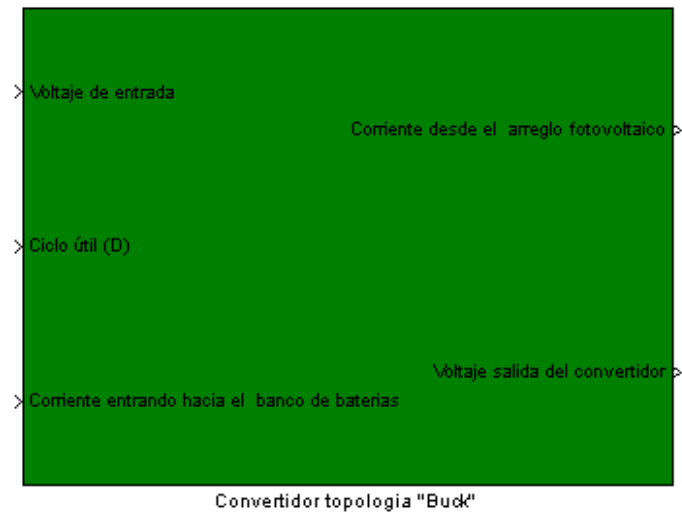 Voltaje de entrada
Corriente desde el arreglo fotovoltaico
Ciclo útil (D)
Voltaje salida del convertidor
Corriente entrando hacia el banco de baterias
Convertidor topologia "Buck"